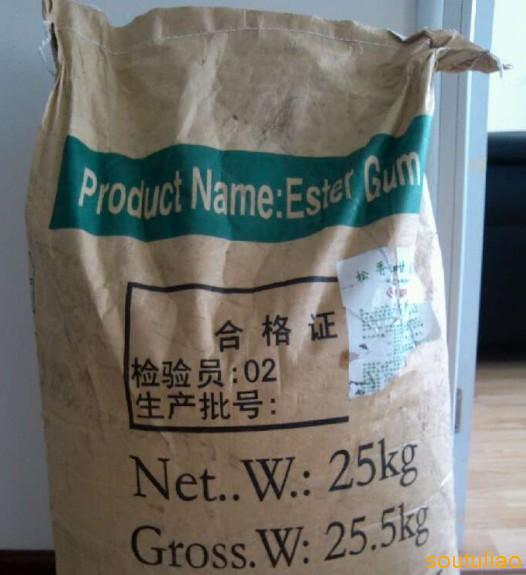 Product Name:Ester Gum
合格证
检验员:02
生产批号:
Net..W.: 25kg
Gross.W: 25.5kg
soutuliao